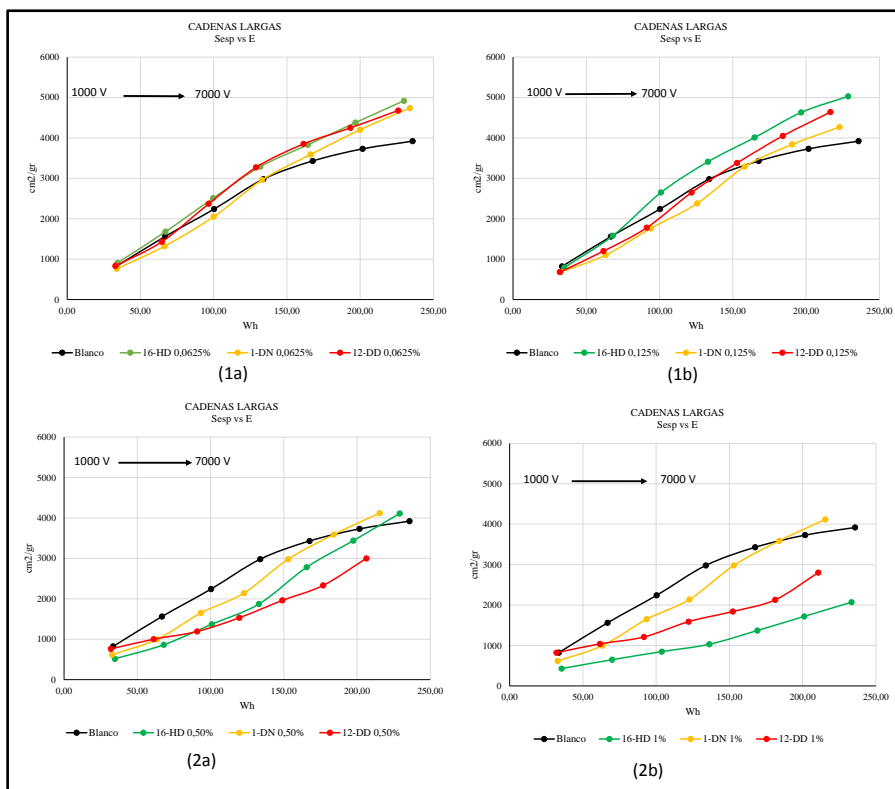 CADENAS LARGAS
Sesp vs E
6000
5000
4000
3000
2000
1000
0
cm2/gr
1000 V
7000 V
0,00 50,00 100,00 150,00 200,00 250,00
Wh
Blanco 16-HD 0,0625% 1-DN 0,0625% 12-DD 0,0625%
(1a)
CADENAS LARGAS
Sesp vs E
6000
5000
4000
3000
2000
1000
0
cm2/gr
1000 V
7000 V
0,00 50,00 100,00 150,00 200,00 250,00
Wh
Blanco 16-HD 0,125% 1-DN 0,125% 12-DD 0,125%
(1b)
CADENAS LARGAS
Sesp vs E
6000
5000
4000
3000
2000
1000
0
cm2/gr
1000 V
7000 V
0,00 50,00 100,00 150,00 200,00 250,00
Wh
Blanco 16-HD 0,50% 1-DN 0,50% 12-DD 0,50%
(2a)
CADENAS LARGAS
Sesp vs E
6000
5000
4000
3000
2000
1000
0
cm2/gr
1000 V
7000 V
0,00 50,00 100,00 150,00 200,00 250,00
Wh
Blanco 16-HD 1% 1-DN 1% 12-DD 1%
(2b)